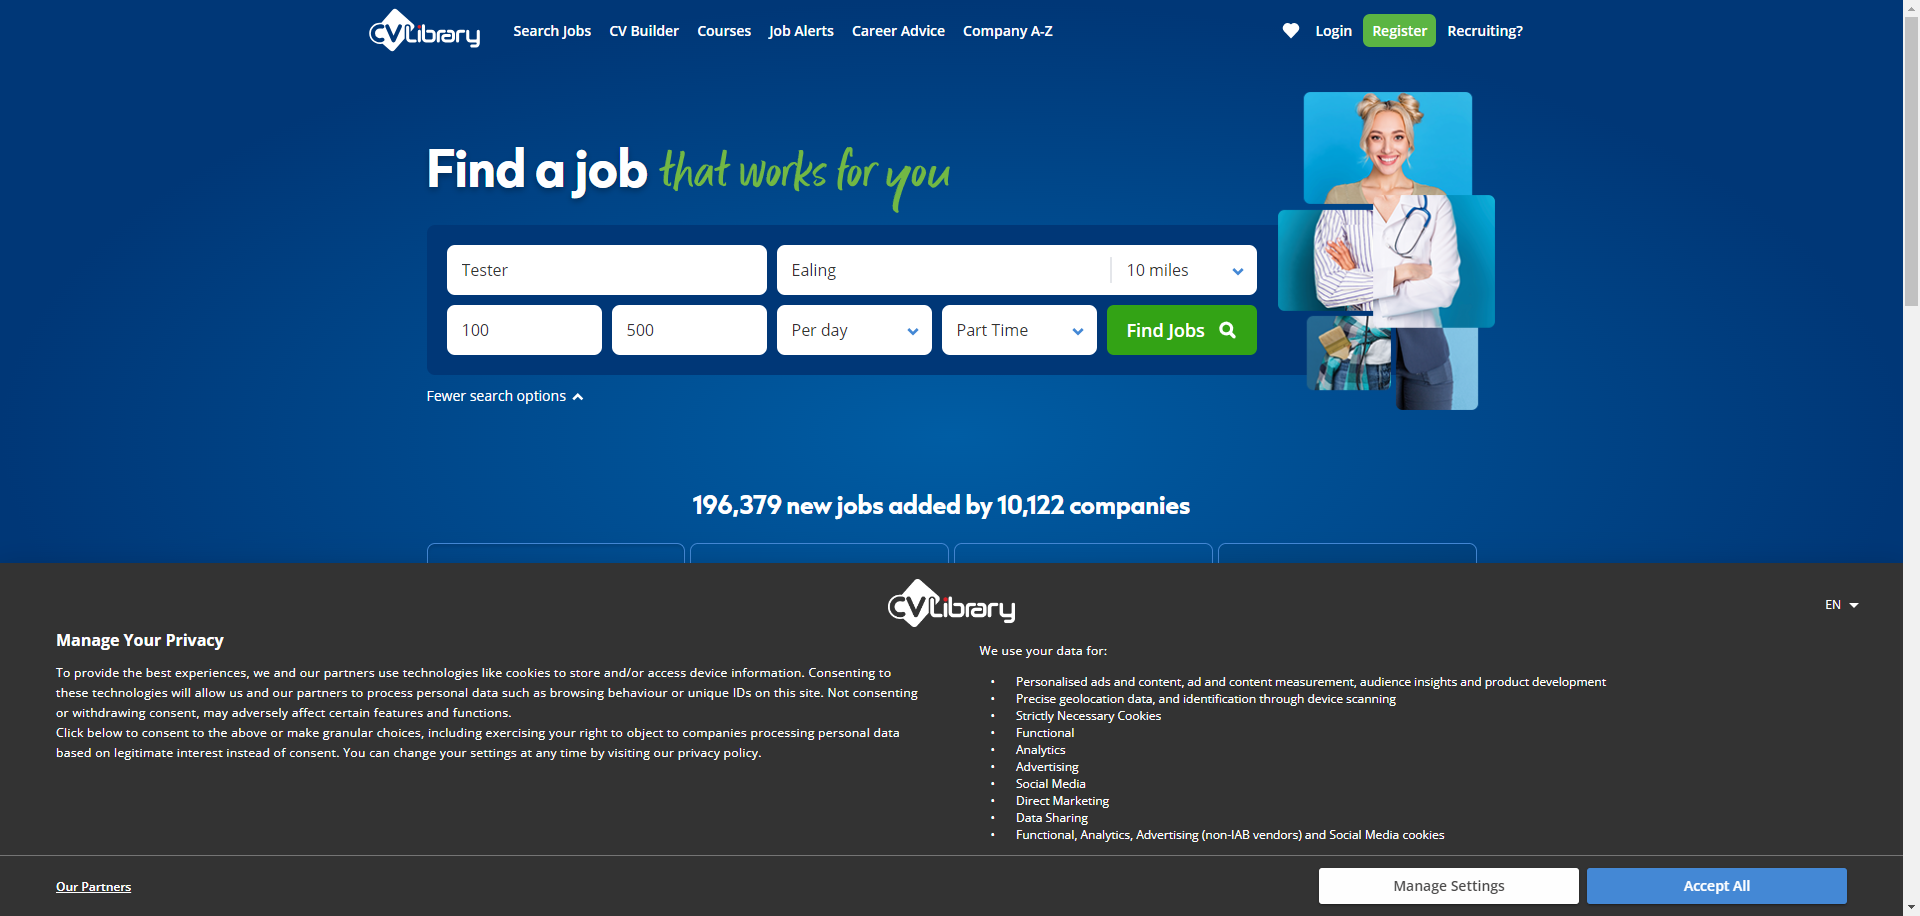 CVLibrary
Search Jobs
CV Builder
Courses
Job Alerts
Career Advice
Company A-Z
Login
Register
Recruiting?
Find a job that works for you
Tester
Ealing
10 miles
100
500
Per day
Part Time
Find Jobs
Fewer search options
196,379 new jobs added by 10,122 companies
CVLibrary
EN
Manage Your Privacy
To provide the best experiences, we and our partners use technologies like cookies to store and/or access device information. Consenting to
these technologies will allow us and our partners to process personal data such as browsing behaviour or unique IDs on this site. Not consenting
or withdrawing consent, may adversely affect certain features and functions.
Click below to consent to the above or make granular choices, including exercising your right to object to companies processing personal data
based on legitimate interest instead of consent. You can change your settings at any time by visiting our privacy policy.
We use your data for:
• Personalised ads and content, ad and content measurement, audience insights and product development
• Precise geolocation data, and identification through device scanning
• Strictly Necessary Cookies
• Functional
• Analytics
• Advertising
• Social Media
• Direct Marketing
• Data Sharing
• Functional, Analytics, Advertising (non-IAB vendors) and Social Media cookies
Our Partners
Manage Settings
Accept All